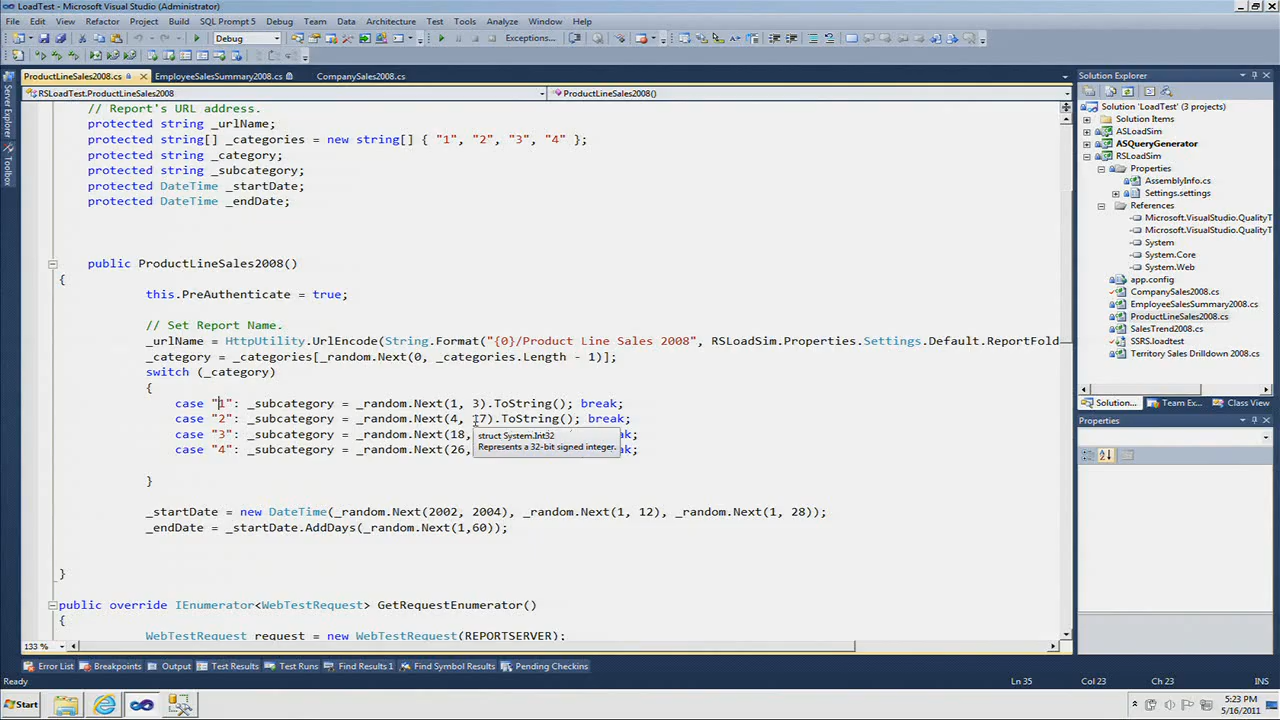 LoadTest - Microsoft Visual Studio (Administrator)
File Edit View Refactor Project Build SQL Prompt 5 Debug Team Data Architecture Test Tools Analyze Window Help
Debug Exceptions...
ProductLineSales2008.cs EmployeeSalesSummary2008.cs CompanySales2008.cs
RSLoadTest.ProductLineSales2008 ProductLineSales2008()
// Report's URL address.
protected string _urlName;
protected string[] _categories = new string[] { "1", "2", "3", "4" };
protected string _category;
protected string _subcategory;
protected DateTime _startDate;
protected DateTime _endDate;
public ProductLineSales2008()
{
this.PreAuthenticate = true;
// Set Report Name.
_urlName = HttpUtility.UrlEncode(String.Format("{0}/Product Line Sales 2008", RSLoadSim.Properties.Settings.Default.ReportFold
_category = _categories[_random.Next(0, _categories.Length - 1)];
switch (_category)
{
case "1": _subcategory = _random.Next(1, 3).ToString(); break;
case "2": _subcategory = _random.Next(4, 17).ToString(); break;
case "3": _subcategory = _random.Next(18, ak;
case "4": _subcategory = _random.Next(26, ak;
struct System.Int32
Represents a 32-bit signed integer.
}
_startDate = new DateTime(_random.Next(2002, 2004), _random.Next(1, 12), _random.Next(1, 28));
_endDate = _startDate.AddDays(_random.Next(1,60));
}
public override IEnumerator<WebTestRequest> GetRequestEnumerator()
{
WebTestRequest request = new WebTestRequest(REPORTSERVER);
133 %
Server Explorer
Toolbox
Solution Explorer
Solution 'LoadTest' (3 projects)
Solution Items
ASLoadSim
ASQueryGenerator
RSLoadSim
Properties
AssemblyInfo.cs
Settings.settings
References
Microsoft.VisualStudio.QualityT
Microsoft.VisualStudio.QualityT
System
System.Core
System.Web
app.config
CompanySales2008.cs
EmployeeSalesSummary2008.cs
ProductLineSales2008.cs
SalesTrend2008.cs
SSRS.loadtest
Territory Sales Drilldown 2008.cs
Solution... Team Expl... Class View
Properties
Error List Breakpoints Output Test Results Test Runs Find Results 1 Find Symbol Results Pending Checkins
Ln 35 Col 23 Ch 23 INS
Start
5:23 PM
5/16/2011